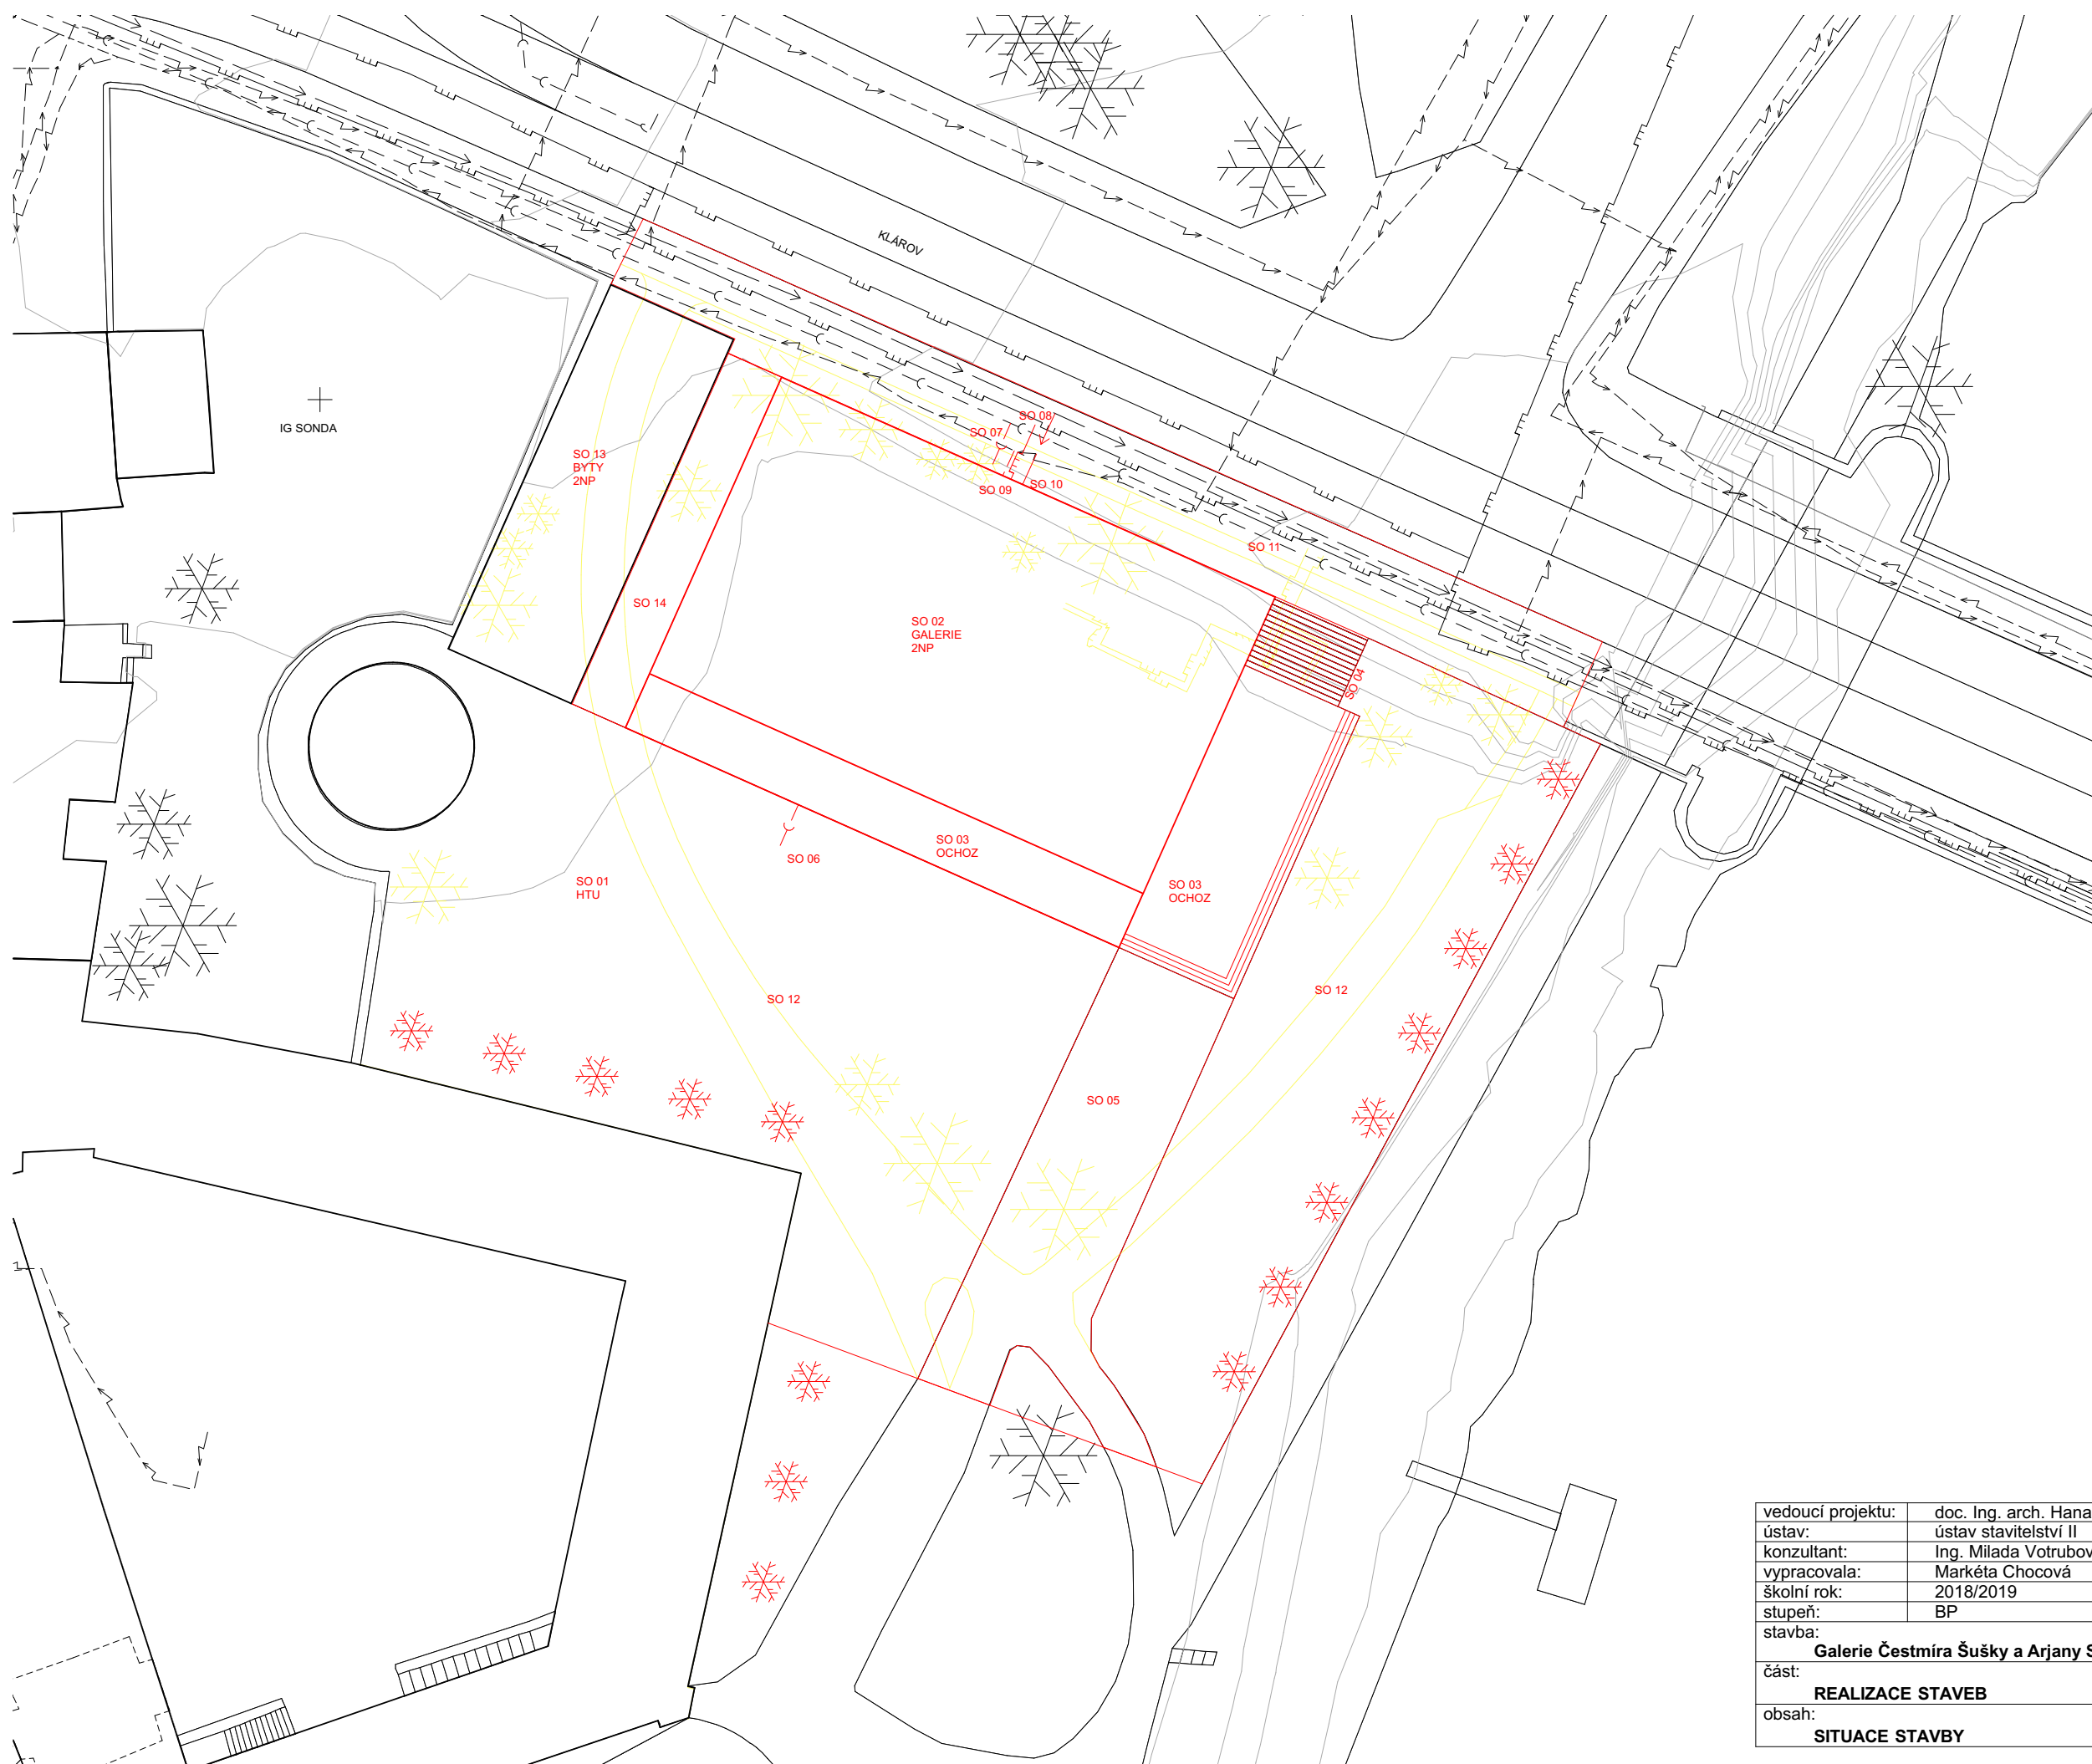 KLÁROV
IG SONDA
SO 08
SO 07
SO 13
BYTY
2NP
SO 09
SO 10
SO 11
SO 14
SO 02
GALERIE
2NP
SO 04
SO 03
OCHOZ
SO 06
SO 01
HTU
SO 03
OCHOZ
SO 12
SO 12
SO 05
vedoucí projektu: doc. Ing. arch. Hana
ústav: ústav stavitelství II
konzultant: Ing. Milada Votrubov
vypracovala: Markéta Chocová
školní rok: 2018/2019
stupeň: BP
stavba:
Galerie Čestmíra Šušky a Arjany S
část:
REALIZACE STAVEB
obsah:
SITUACE STAVBY